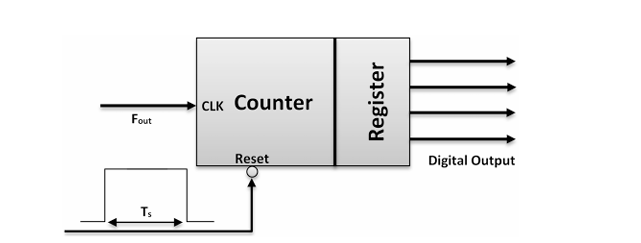 CLK Counter
Register
Fout
Reset
Digital Output
Ts